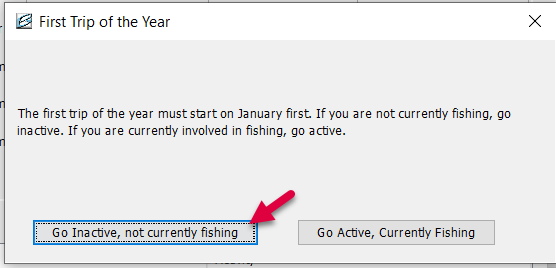 First Trip of the Year
The first trip of the year must start on January first. If you are not currently fishing, go
inactive. If you are currently involved in fishing, go active.
Go Inactive, not currently fishing
Go Active, Currently Fishing